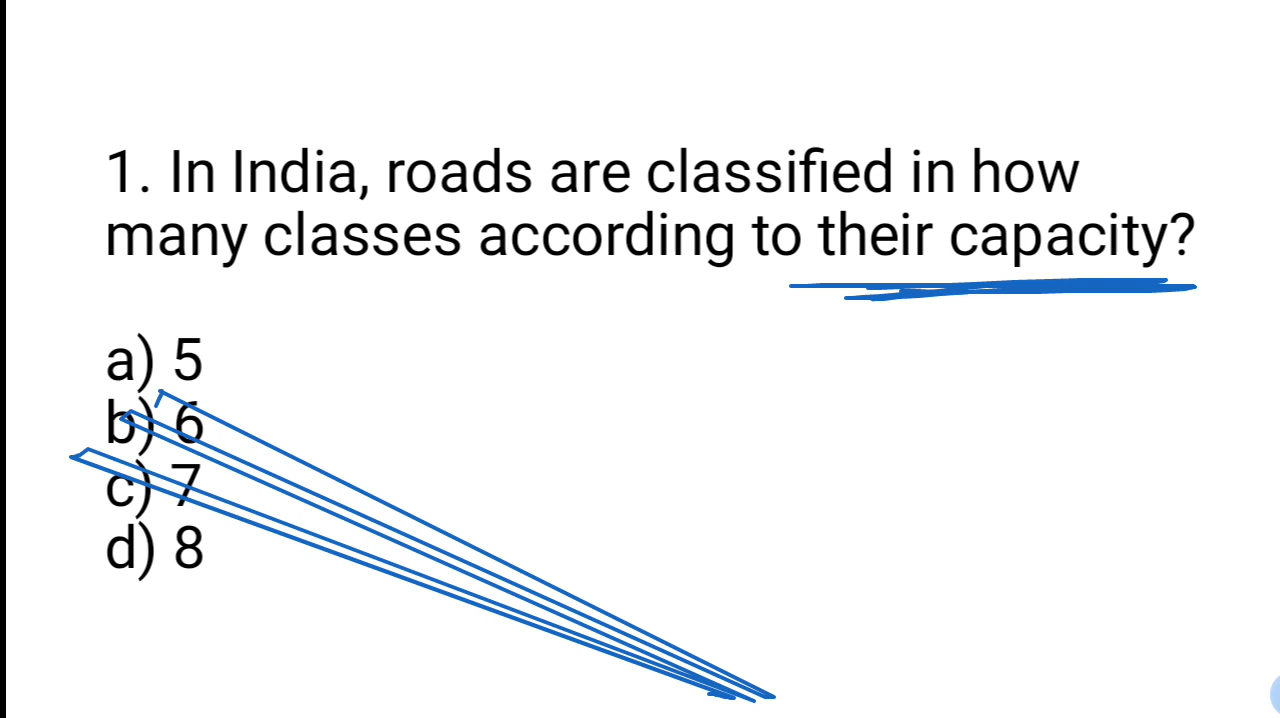 1. In India, roads are classified in how
many classes according to their capacity?
a) 5
b) 6
c) 7
d) 8